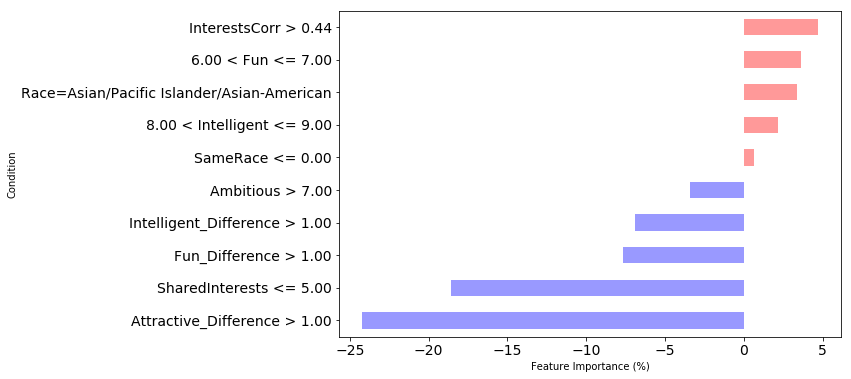 InterestsCorr > 0.44
6.00 < Fun <= 7.00
Race=Asian/Pacific Islander/Asian-American
8.00 < Intelligent <= 9.00
SameRace <= 0.00
Ambitious > 7.00
Intelligent_Difference > 1.00
Fun_Difference > 1.00
SharedInterests <= 5.00
Attractive_Difference > 1.00
Condition
−25 −20 −15 −10 −5 0 5
Feature Importance (%)